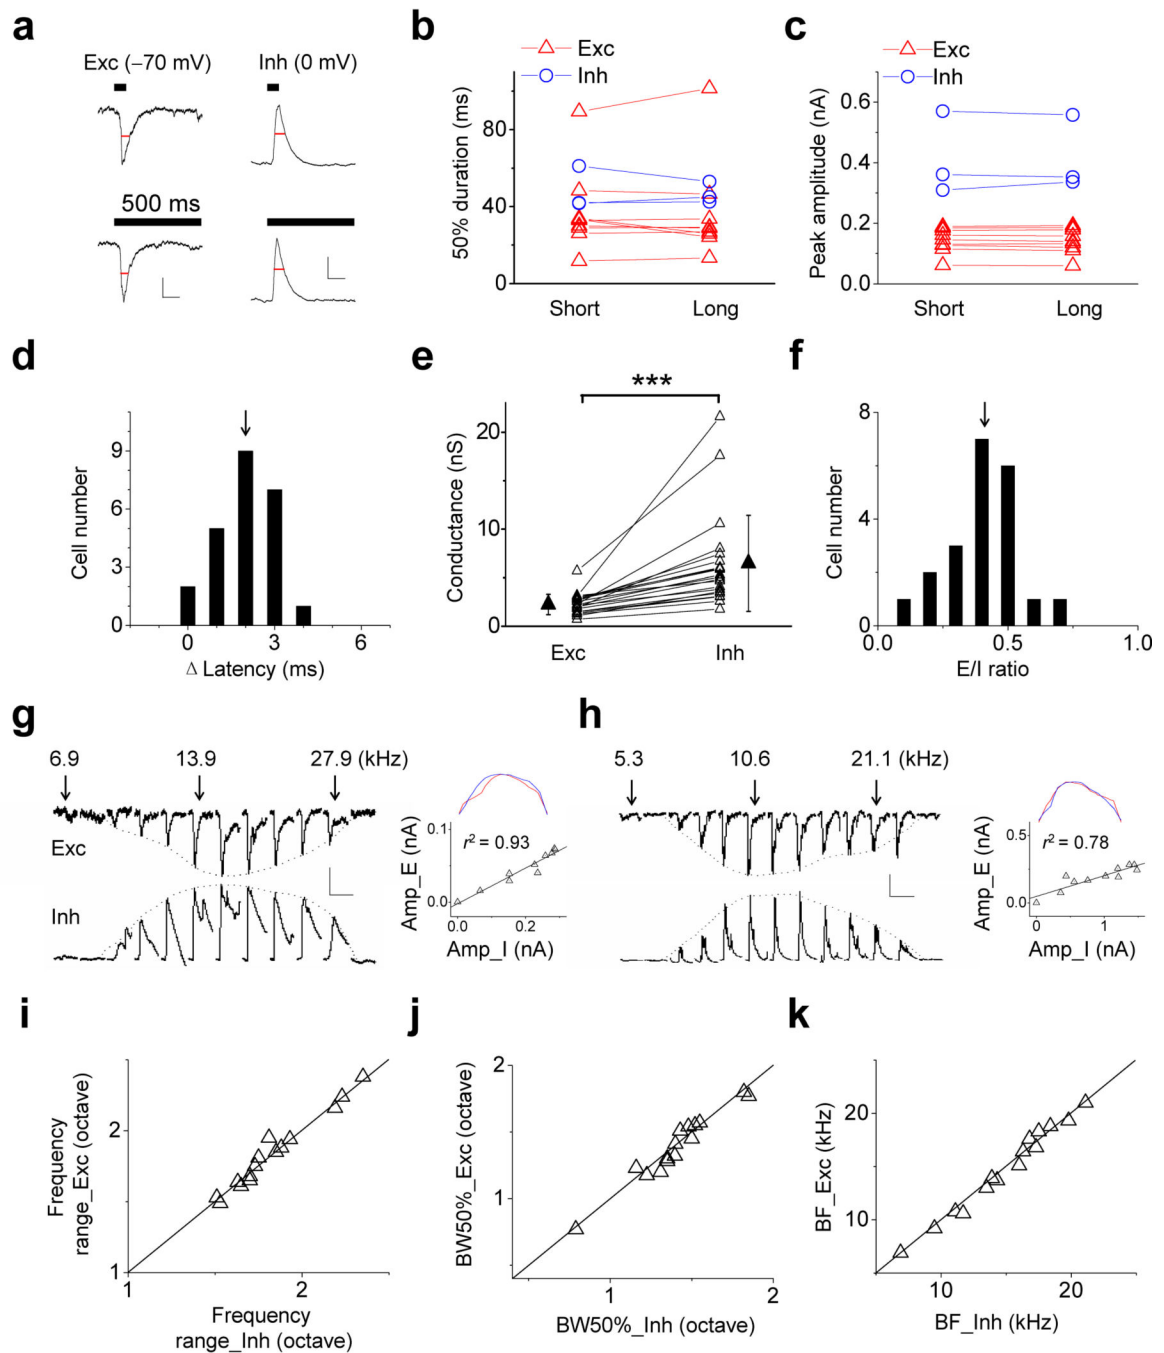 a
Exc (−70 mV)
Inh (0 mV)
500 ms
b
Exc
Inh
50% duration (ms)
80
40
0
Short
Long
c
Exc
Inh
Peak amplitude (nA)
0.6
0.4
0.2
0.0
Short
Long
d
Cell number
9
6
3
0
0
3
6
Δ Latency (ms)
e
***
Conductance (nS)
20
10
0
Exc
Inh
f
Cell number
8
4
0
0.0
0.5
1.0
E/I ratio
g
6.9
13.9
27.9 (kHz)
Exc
Inh
Amp_E (nA)
0.1
0.0
r² = 0.93
0.0
0.2
Amp_I (nA)
h
5.3
10.6
21.1 (kHz)
Amp_E (nA)
0.5
0.0
r² = 0.78
0
1
Amp_I (nA)
i
Frequency
range_Exc (octave)
2
1
1
2
Frequency
range_Inh (octave)
j
BW50%_Exc (octave)
2
1
1
2
BW50%_Inh (octave)
k
BF_Exc (kHz)
20
10
10
20
BF_Inh (kHz)